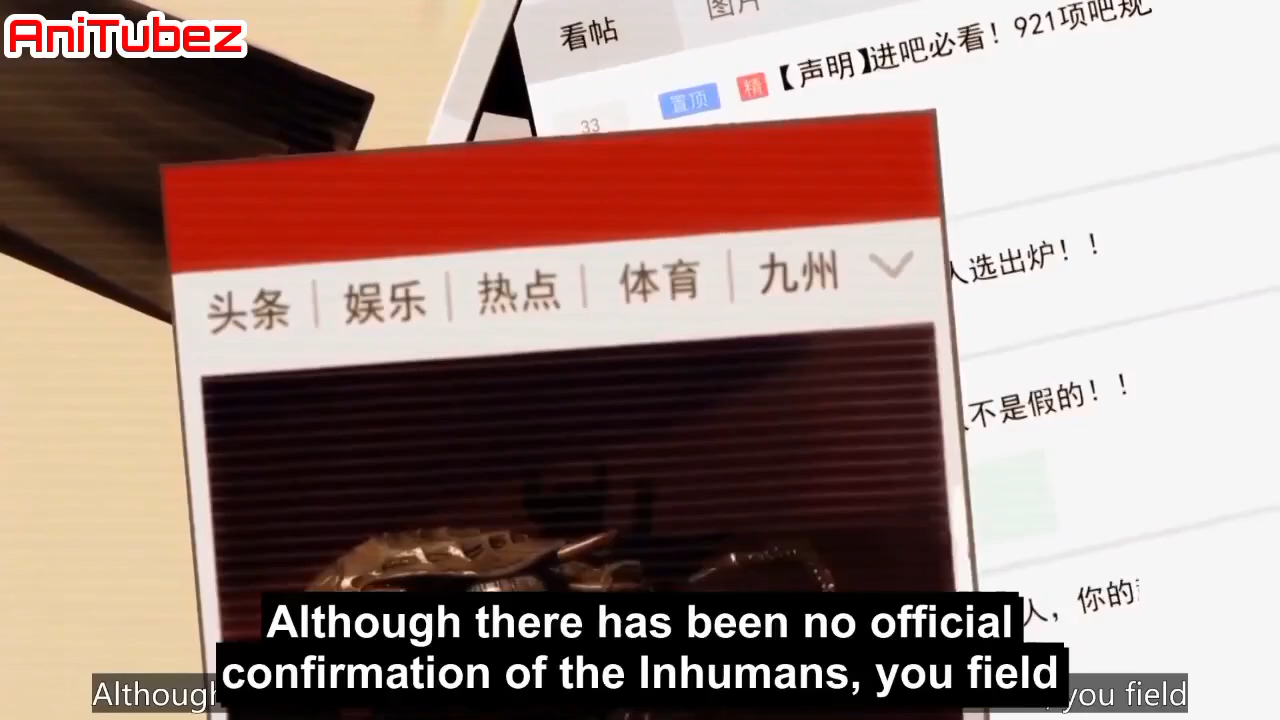 AniTubez
看帖
图片
33
置顶 精 【声明】进吧必看！921项吧规
头条 娱乐 热点 体育 九州
人选出炉！！
不是假的！！
人，你的
Although there has been no official
confirmation of the Inhumans, you field
Although
, you field